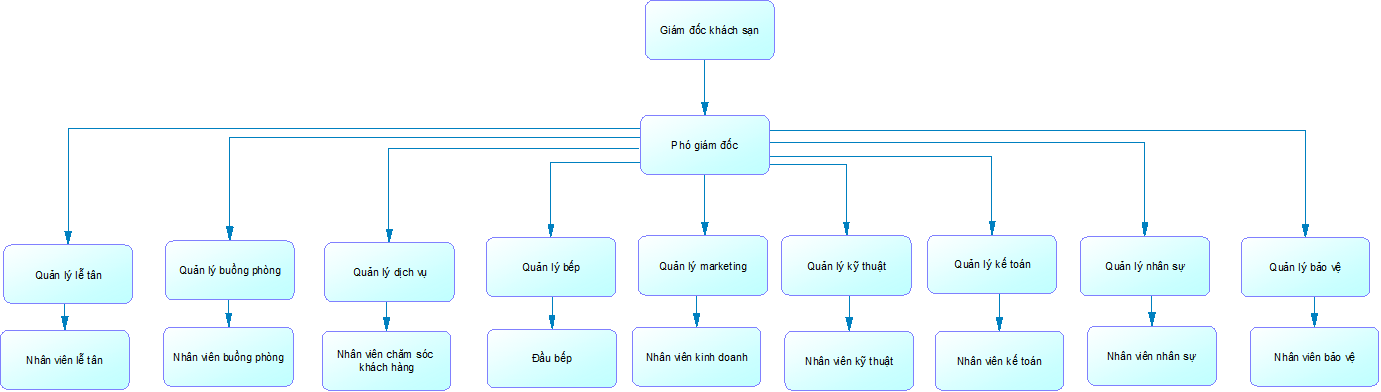 Giám đốc khách sạn
Phó giám đốc
Quản lý lễ tân
Quản lý buồng phòng
Quản lý dịch vụ
Quản lý bếp
Quản lý marketing
Quản lý kỹ thuật
Quản lý kế toán
Quản lý nhân sự
Quản lý bảo vệ
Nhân viên lễ tân
Nhân viên buồng phòng
Nhân viên chăm sóc
khách hàng
Đầu bếp
Nhân viên kinh doanh
Nhân viên kỹ thuật
Nhân viên kế toán
Nhân viên nhân sự
Nhân viên bảo vệ